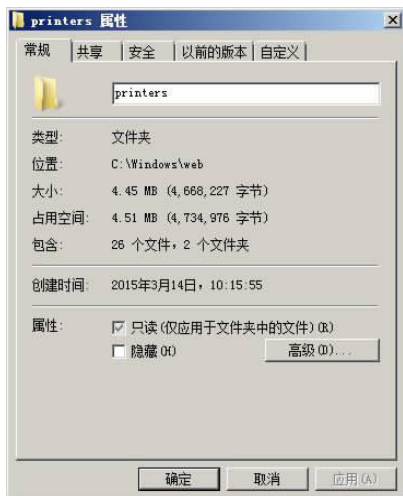 printers 属性
常规 共享 安全 以前的版本 自定义
printers
类型: 文件夹
位置: C:\Windows\web
大小: 4.45 MB (4,668,227 字节)
占用空间: 4.51 MB (4,734,976 字节)
包含: 26 个文件，2 个文件夹
创建时间: 2015年3月14日，10:15:55
属性: 只读(仅应用于文件夹中的文件)(R)
隐藏(H) 高级(D)...
确定 取消 应用(A)